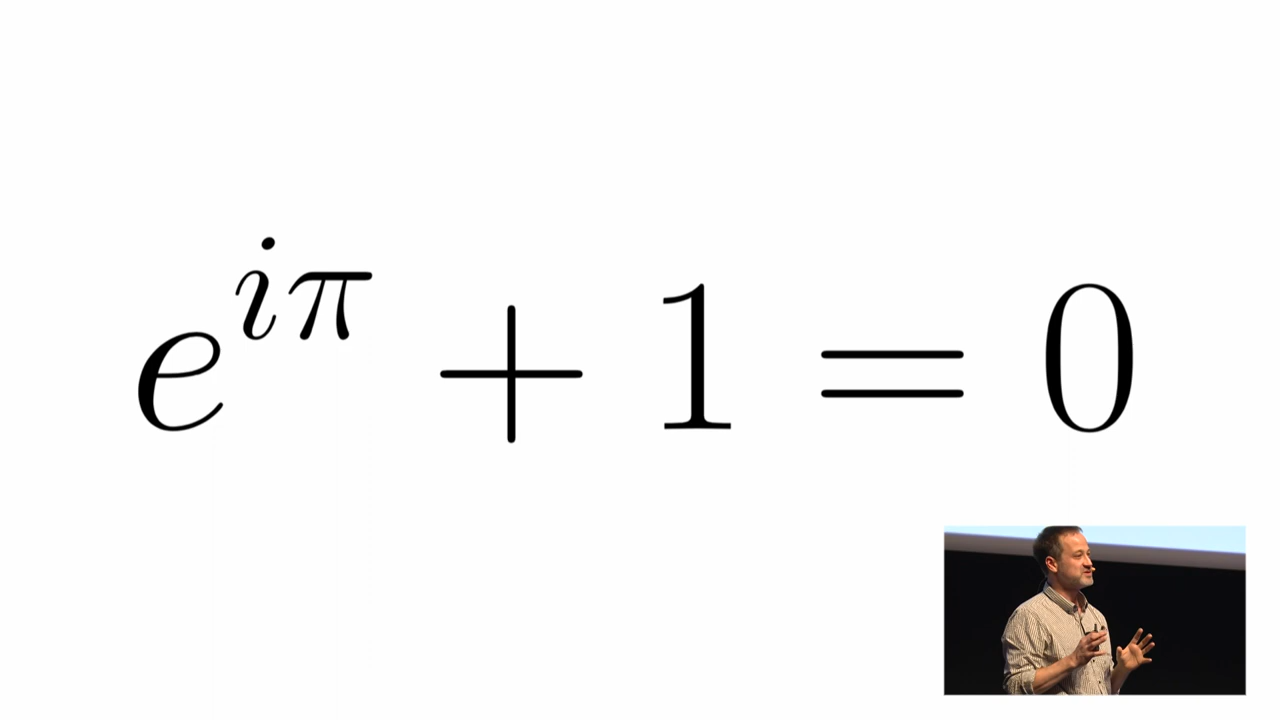 e^{iπ} + 1 = 0